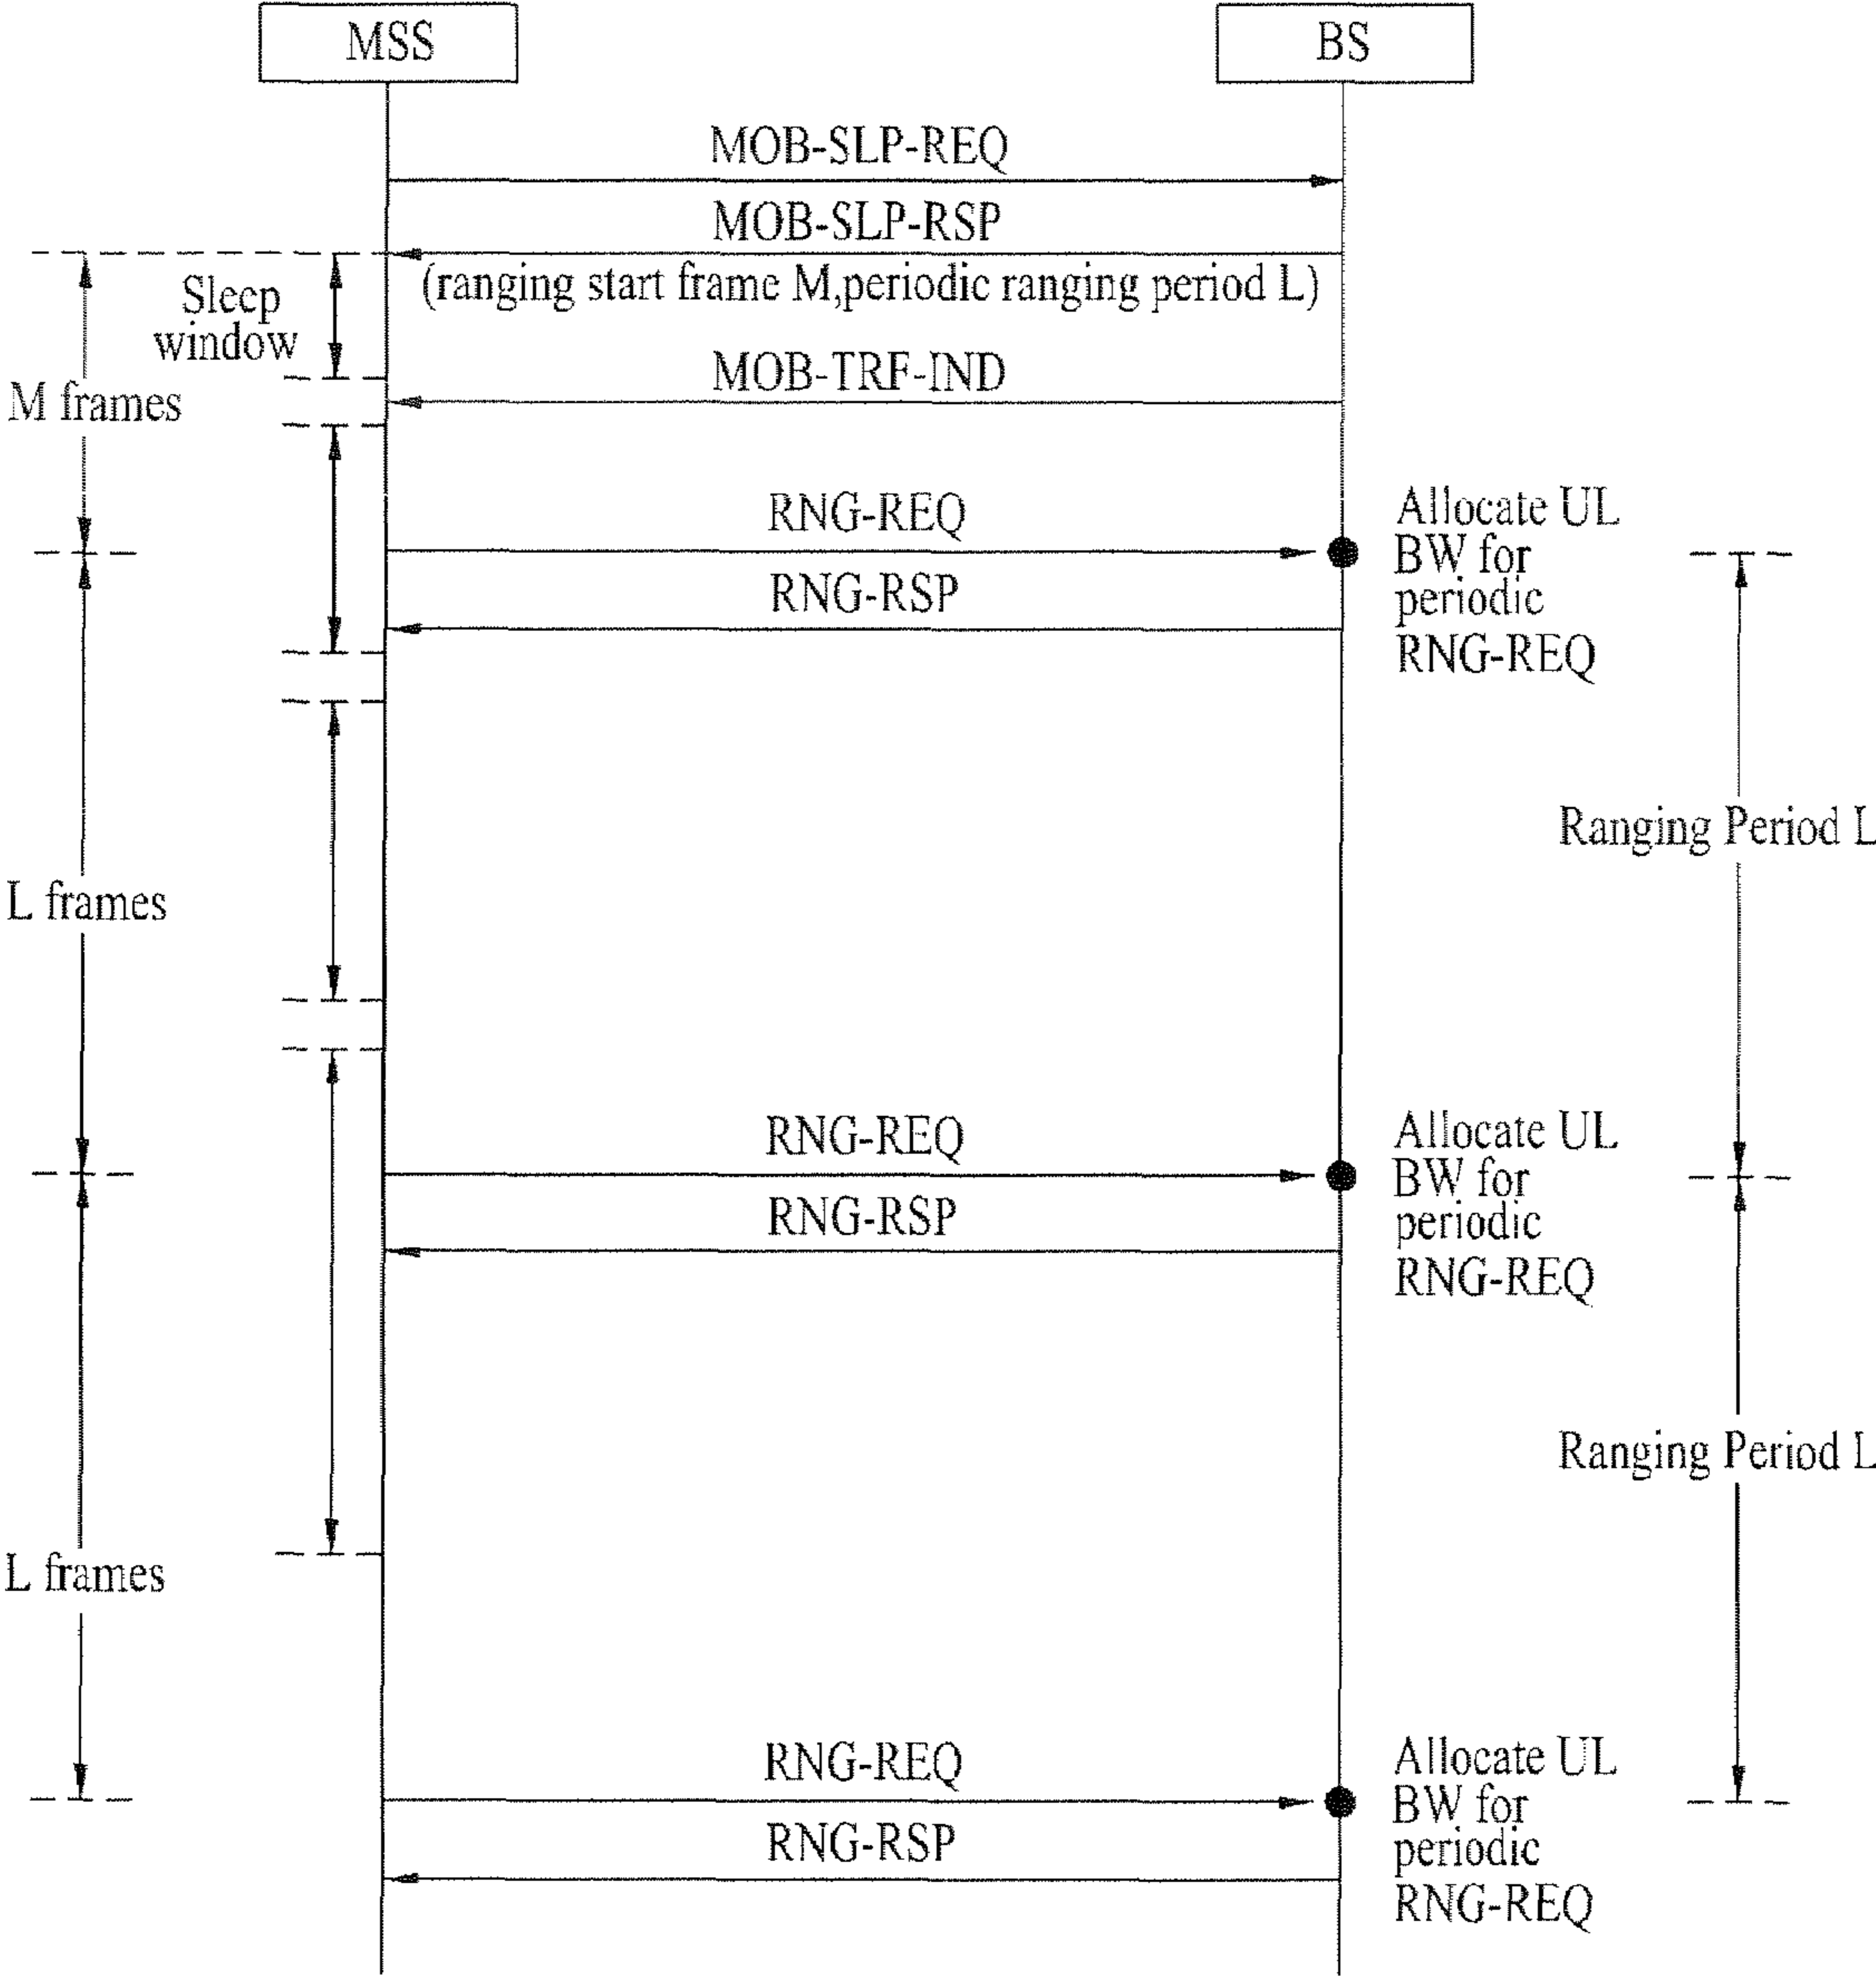 MSS
BS
MOB-SLP-REQ
MOB-SLP-RSP
(ranging start frame M,periodic ranging period L)
Sleep
window
MOB-TRF-IND
M frames
RNG-REQ
Allocate UL
BW for
periodic
RNG-REQ
RNG-RSP
Ranging Period L
L frames
RNG-REQ
Allocate UL
BW for
periodic
RNG-REQ
RNG-RSP
Ranging Period L
L frames
RNG-REQ
Allocate UL
BW for
periodic
RNG-REQ
RNG-RSP